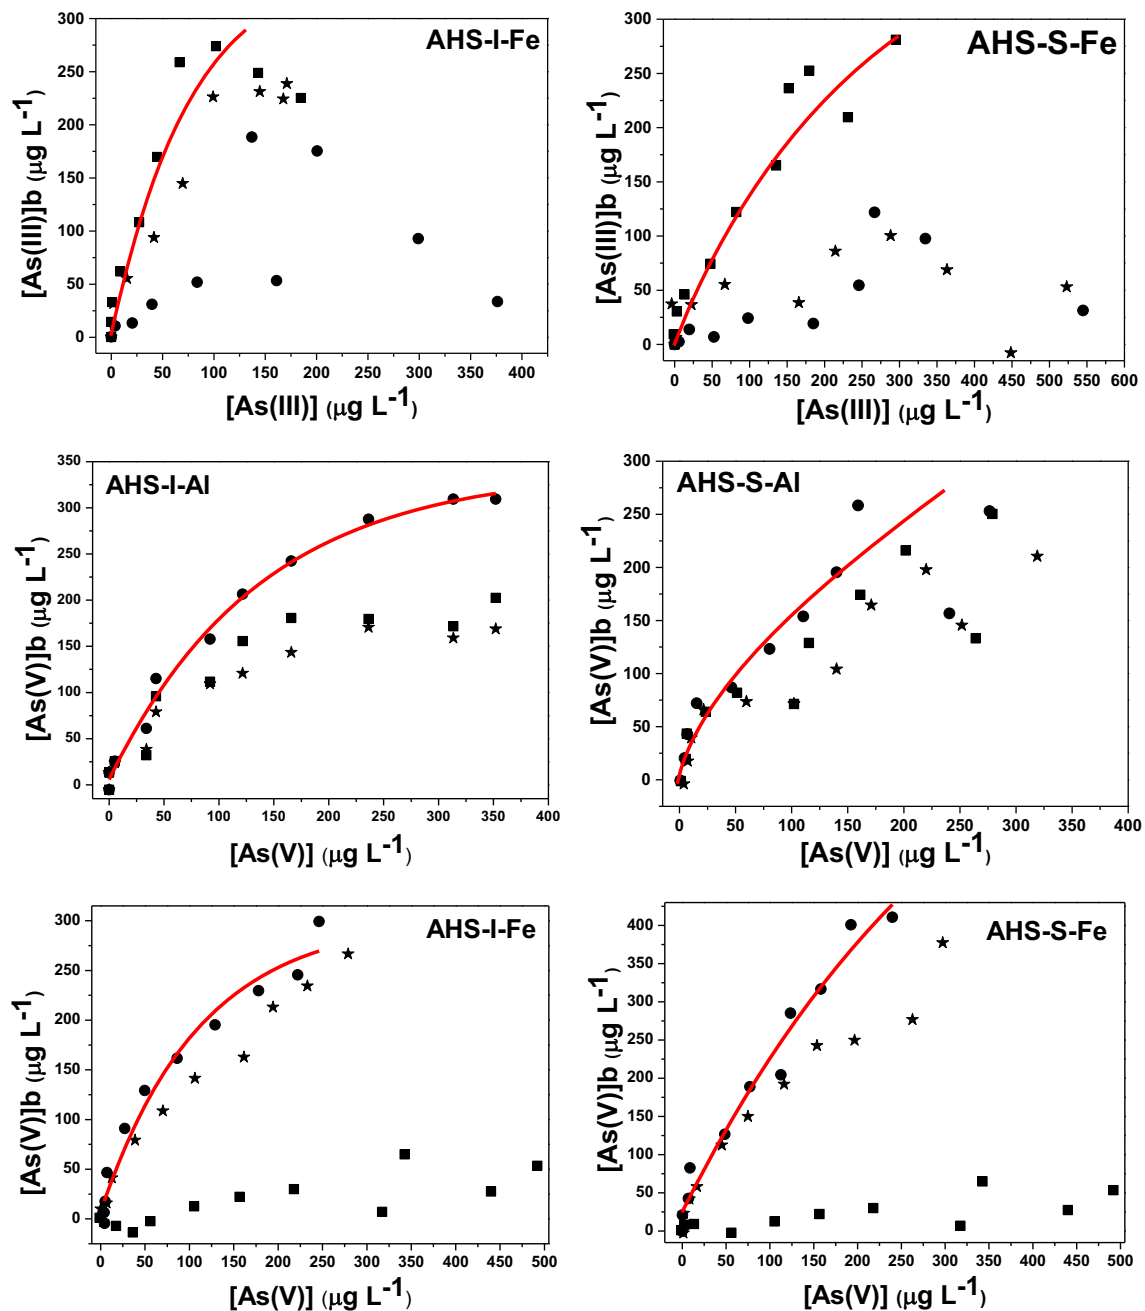 AHS-I-Fe
[As(III)]b (µg L-1)
300
250
200
150
100
50
0
0 50 100 150 200 250 300 350 400
[As(III)] (µg L-1)
AHS-S-Fe
[As(III)]b (µg L-1)
300
250
200
150
100
50
0
0 50 100 150 200 250 300 350 400 450 500 550 600
[As(III)] (µg L-1)
AHS-I-Al
[As(V)]b (µg L-1)
350
300
250
200
150
100
50
0
0 50 100 150 200 250 300 350 400
[As(V)] (µg L-1)
AHS-S-Al
[As(V)]b (µg L-1)
300
250
200
150
100
50
0
0 50 100 150 200 250 300 350 400
[As(V)] (µg L-1)
AHS-I-Fe
[As(V)]b (µg L-1)
300
250
200
150
100
50
0
0 50 100 150 200 250 300 350 400 450 500
[As(V)] (µg L-1)
AHS-S-Fe
[As(V)]b (µg L-1)
400
350
300
250
200
150
100
50
0
0 50 100 150 200 250 300 350 400 450 500
[As(V)] (µg L-1)